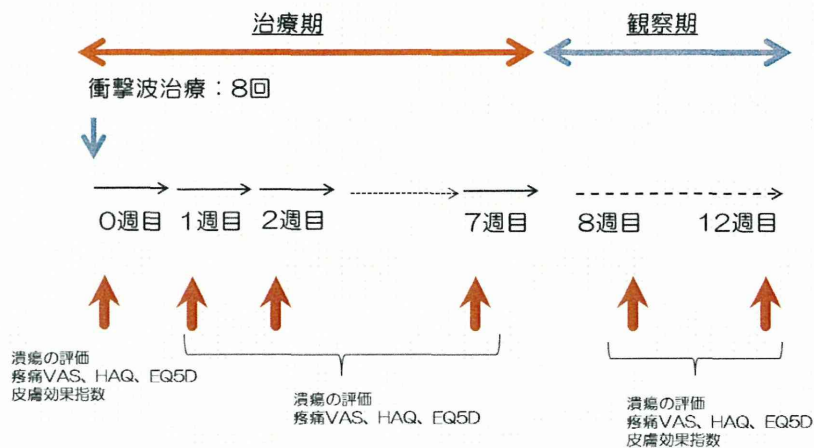 治療期
観察期
衝撃波治療:8回
0週目
1週目
2週目
7週目
8週目
12週目
潰瘍の評価
疼痛VAS、HAQ、EQ5D
皮膚効果指数
潰瘍の評価
疼痛VAS、HAQ、EQ5D
潰瘍の評価
疼痛VAS、HAQ、EQ5D
皮膚効果指数